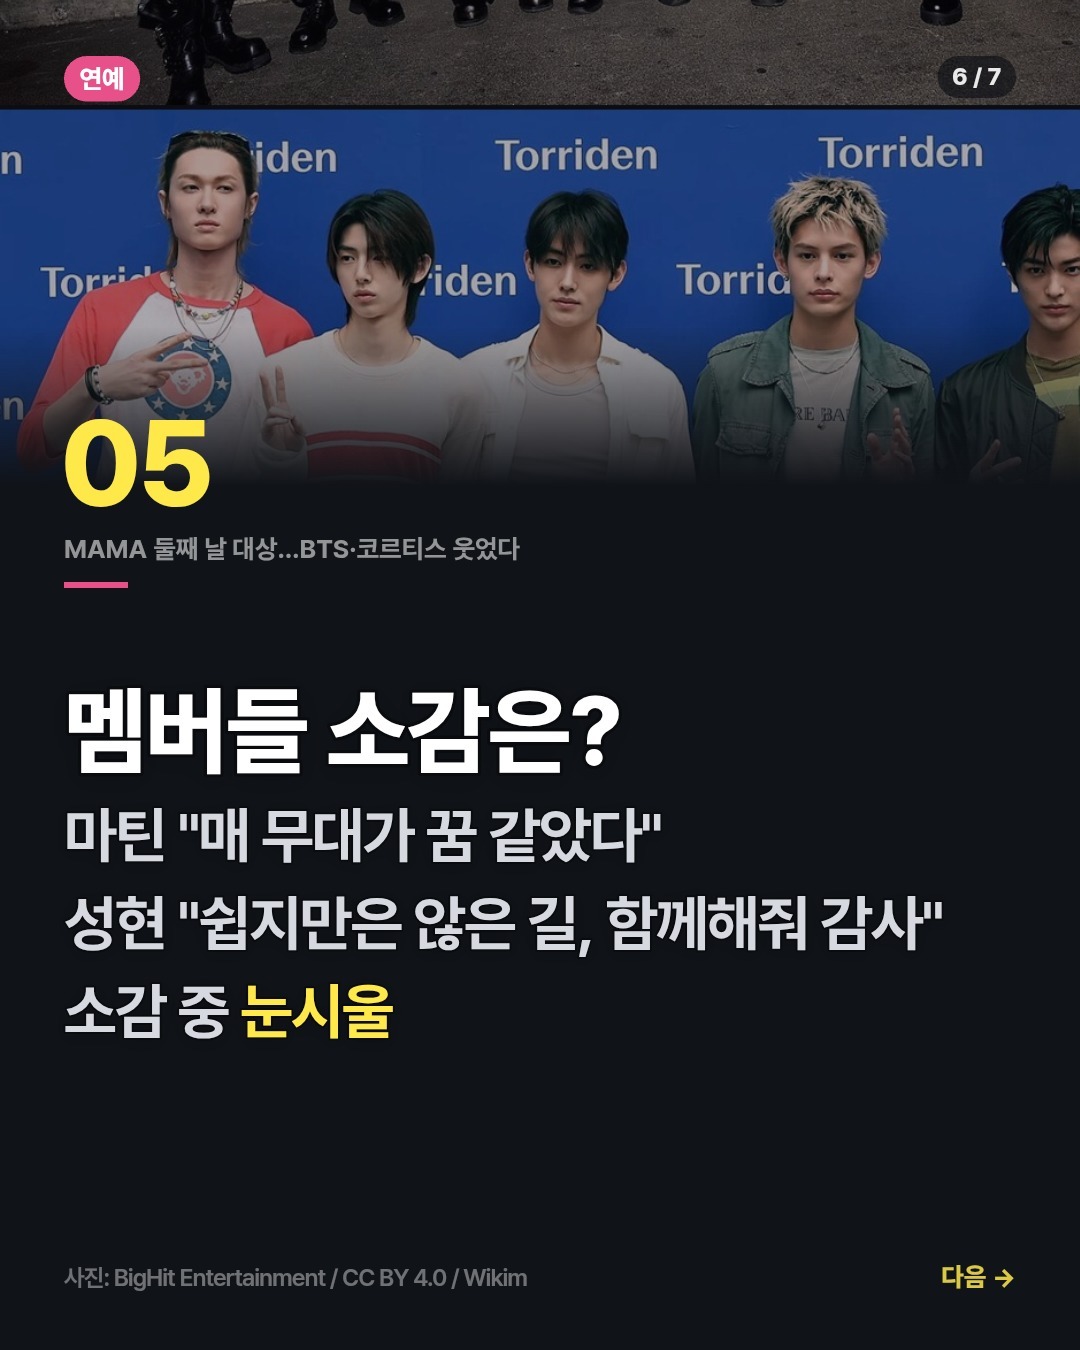 연예
6 / 7
Torriden
Torriden
05
MAMA 둘째 날 대상...BTS·코르티스 웃었다
멤버들 소감은?
마틴 "매 무대가 꿈 같았다"
성현 "쉽지만은 않은 길, 함께해줘 감사"
소감 중 눈시울
사진: BigHit Entertainment / CC BY 4.0 / Wikim
다음 →